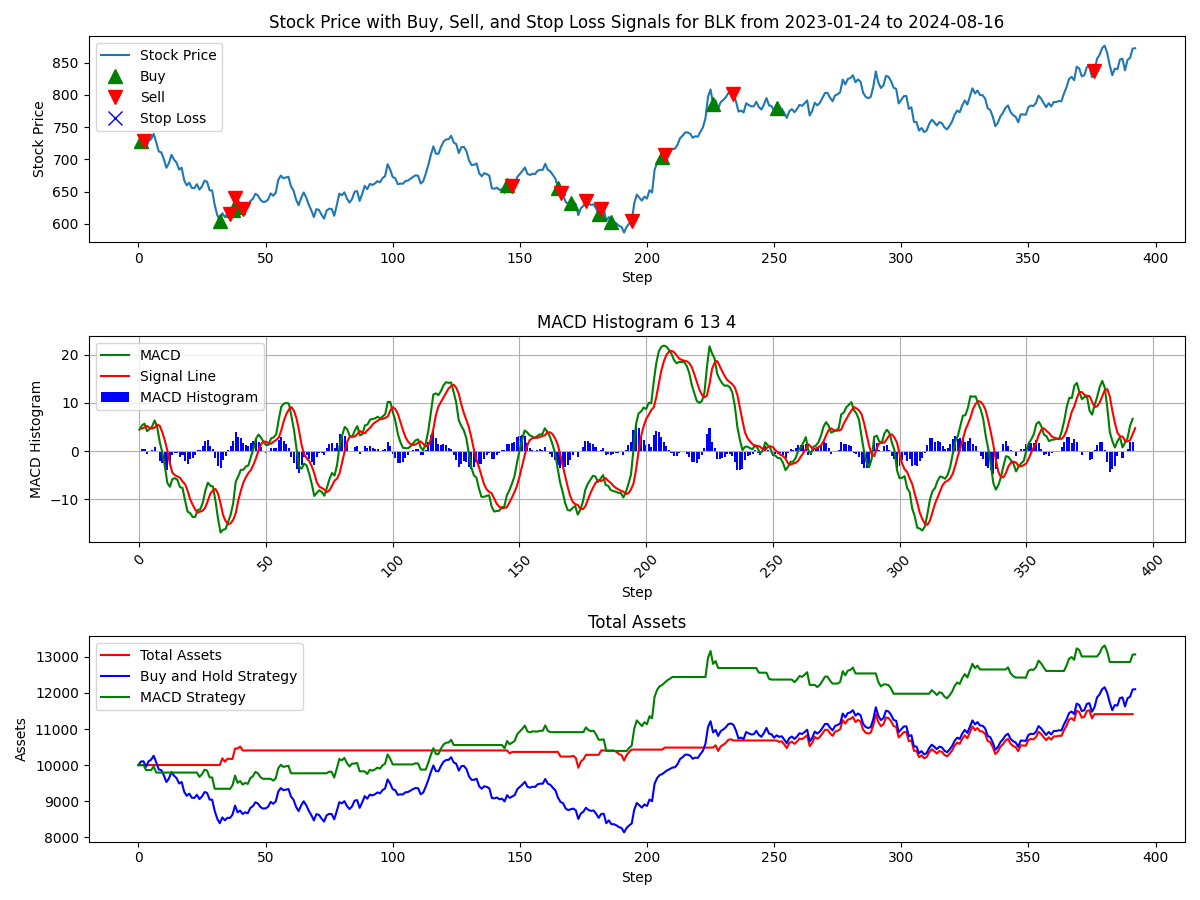 Stock Price with Buy, Sell, and Stop Loss Signals for BLK from 2023-01-24 to 2024-08-16
Stock Price
850
800
750
700
650
600
Stock Price
Buy
Sell
Stop Loss
0 50 100 150 200 250 300 350 400
Step
MACD Histogram 6 13 4
MACD Histogram
20
10
0
−10
MACD
Signal Line
MACD Histogram
0 50 100 150 200 250 300 350 400
Step
Total Assets
Assets
13000
12000
11000
10000
9000
8000
Total Assets
Buy and Hold Strategy
MACD Strategy
0 50 100 150 200 250 300 350 400
Step